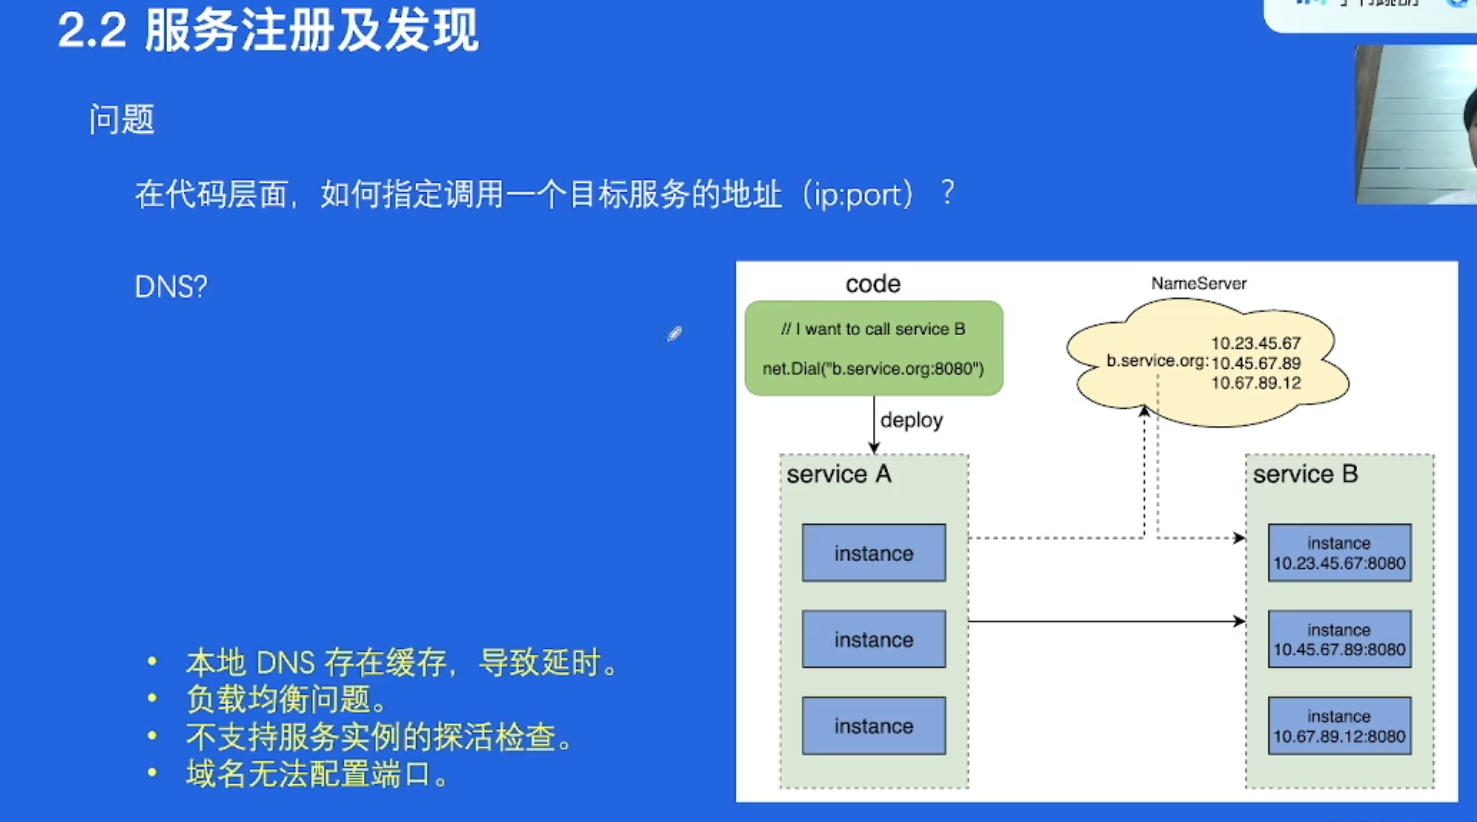 2.2 服务注册及发现
问题
在代码层面，如何指定调用一个目标服务的地址（ip:port）？
DNS?
code
// I want to call service B
net.Dial("b.service.org:8080")
deploy
NameServer
b.service.org:
10.23.45.67
10.45.67.89
10.67.89.12
service A
instance
instance
instance
service B
instance
10.23.45.67:8080
instance
10.45.67.89:8080
instance
10.67.89.12:8080
• 本地 DNS 存在缓存，导致延时。
• 负载均衡问题。
• 不支持服务实例的探活检查。
• 域名无法配置端口。